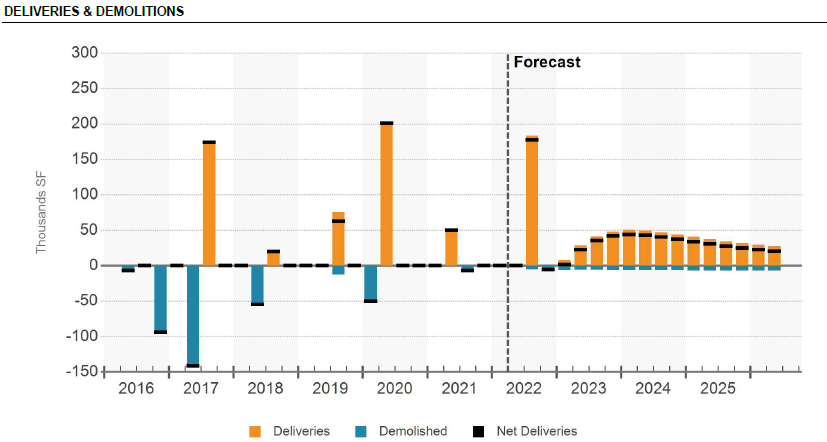 DELIVERIES & DEMOLITIONS
300
Forecast
250
200
150
100
50
0
-50
-100
-150
Thousands SF
2016 2017 2018 2019 2020 2021 2022 2023 2024 2025
Deliveries Demolished Net Deliveries